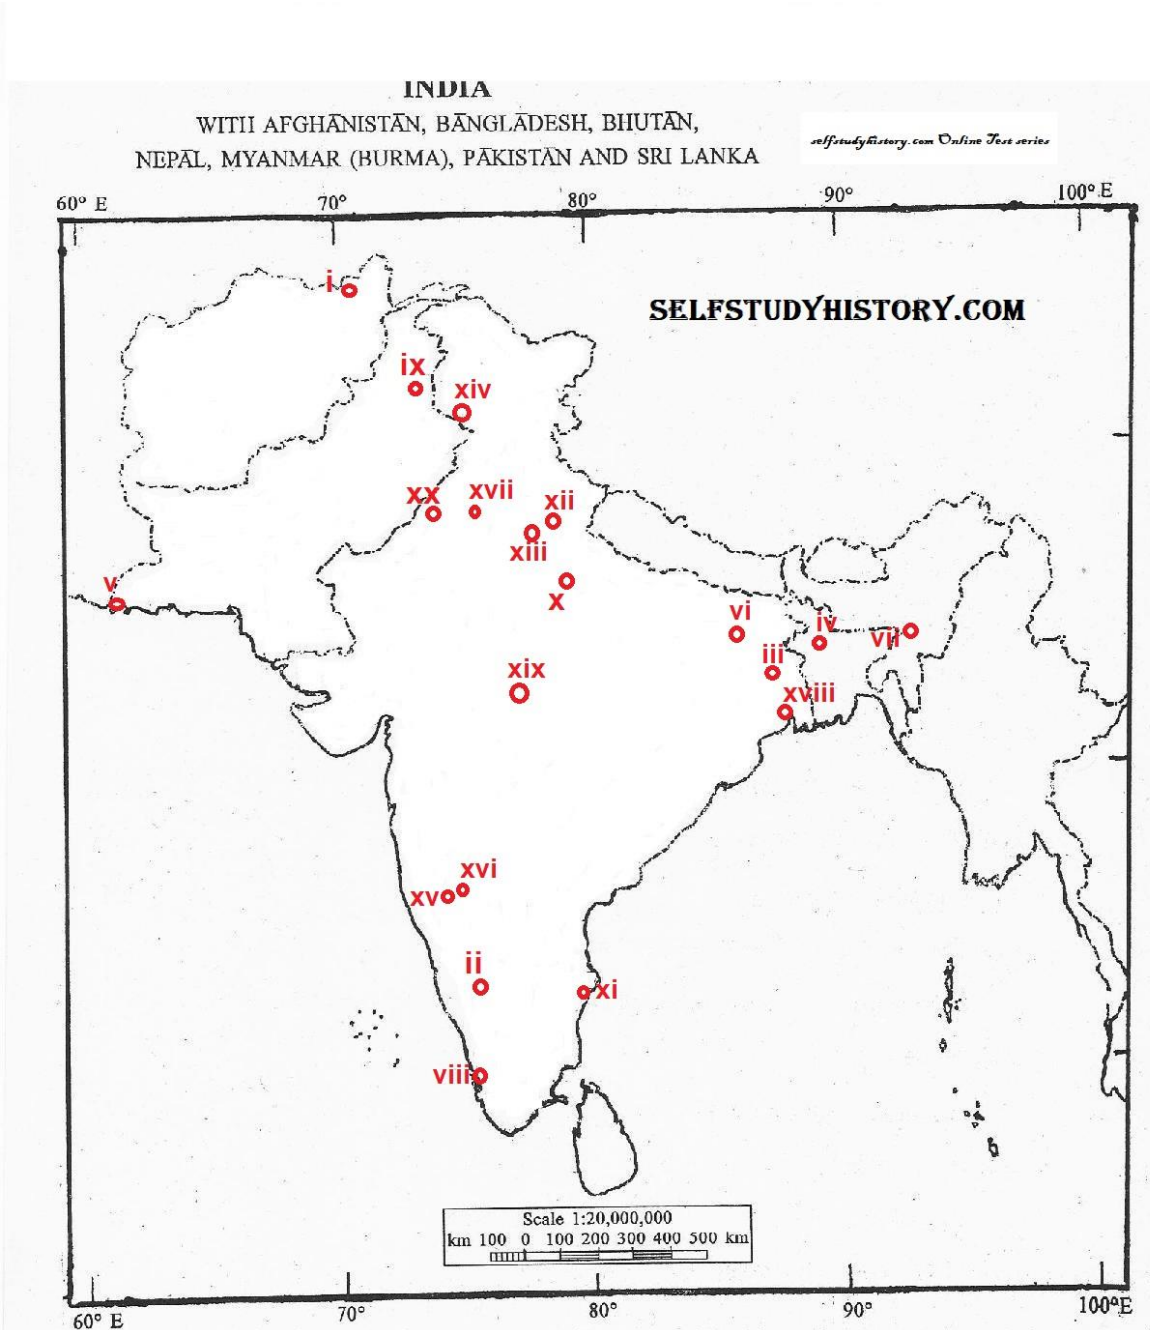 INDIA
WITII AFGHĀNISTĀN, BĀNGLĀDESH, BHUTĀN,
NEPĀL, MYANMAR (BURMA), PĀKISTĀN AND SRI LANKA
selfstudyhistory.com Online Test series
60° E 70° 80° 90° 100° E
i
SELFSTUDYHISTORY.COM
ix
xiv
xx xvii xii
xiii
v
x
vi
iv
vii
iii
xix
xviii
xvi
xv
ii
xi
viii
Scale 1:20,000,000
km 100 0 100 200 300 400 500 km
60° E 70° 80° 90° 100°E